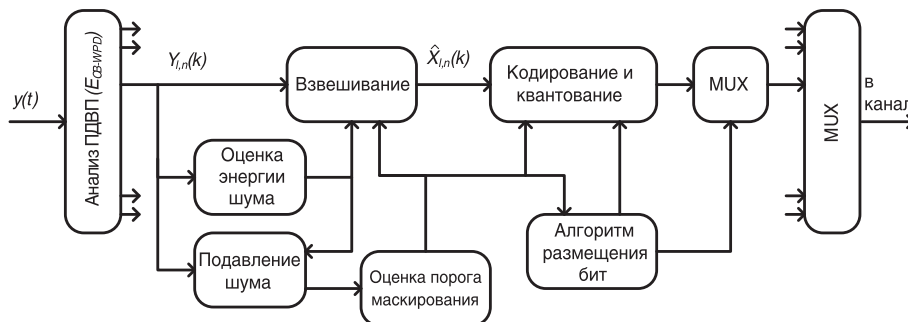 y(t)
Анализ ПДВП (E_CB-WPD)
Y_l,n(k)
Взвешивание
X̂_l,n(k)
Кодирование и
квантование
MUX
MUX
в
канал
Оценка
энергии
шума
Подавление
шума
Оценка порога
маскирования
Алгоритм
размещения
бит